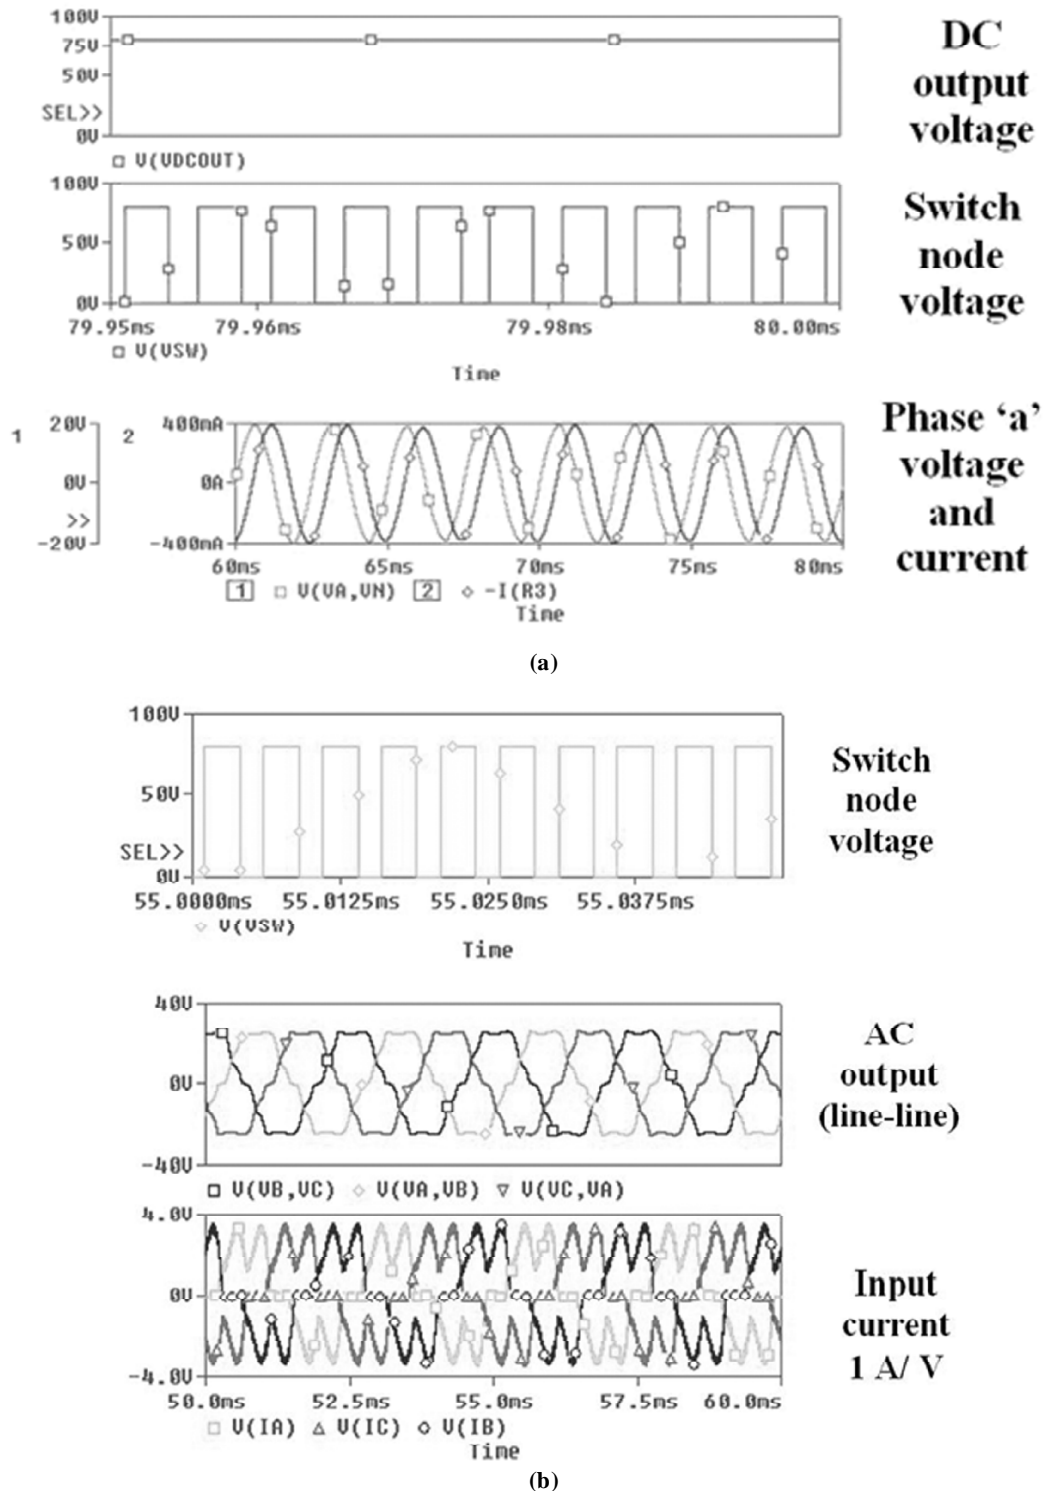 100V
75V
50V
SEL>>
0V
V(VDCOUT)
DC
output
voltage
100V
50V
0V
79.95ms 79.96ms 79.98ms 80.00ms
V(VSW)
Time
Switch
node
voltage
1 20V 2 400mA
0V 0A
>>
-20V -400mA
60ms 65ms 70ms 75ms 80ms
1 V(VA,VN) 2 -I(R3)
Time
Phase ‘a’
voltage
and
current
(a)
100V
50V
SEL>>
0V
55.0000ms 55.0125ms 55.0250ms 55.0375ms
V(VSW)
Time
Switch
node
voltage
40V
0V
-40V
V(VB,VC) V(VA,VB) V(VC,VA)
AC
output
(line-line)
4.0V
0V
-4.0V
50.0ms 52.5ms 55.0ms 57.5ms 60.0ms
V(IA) V(IC) V(IB)
Time
Input
current
1 A/ V
(b)